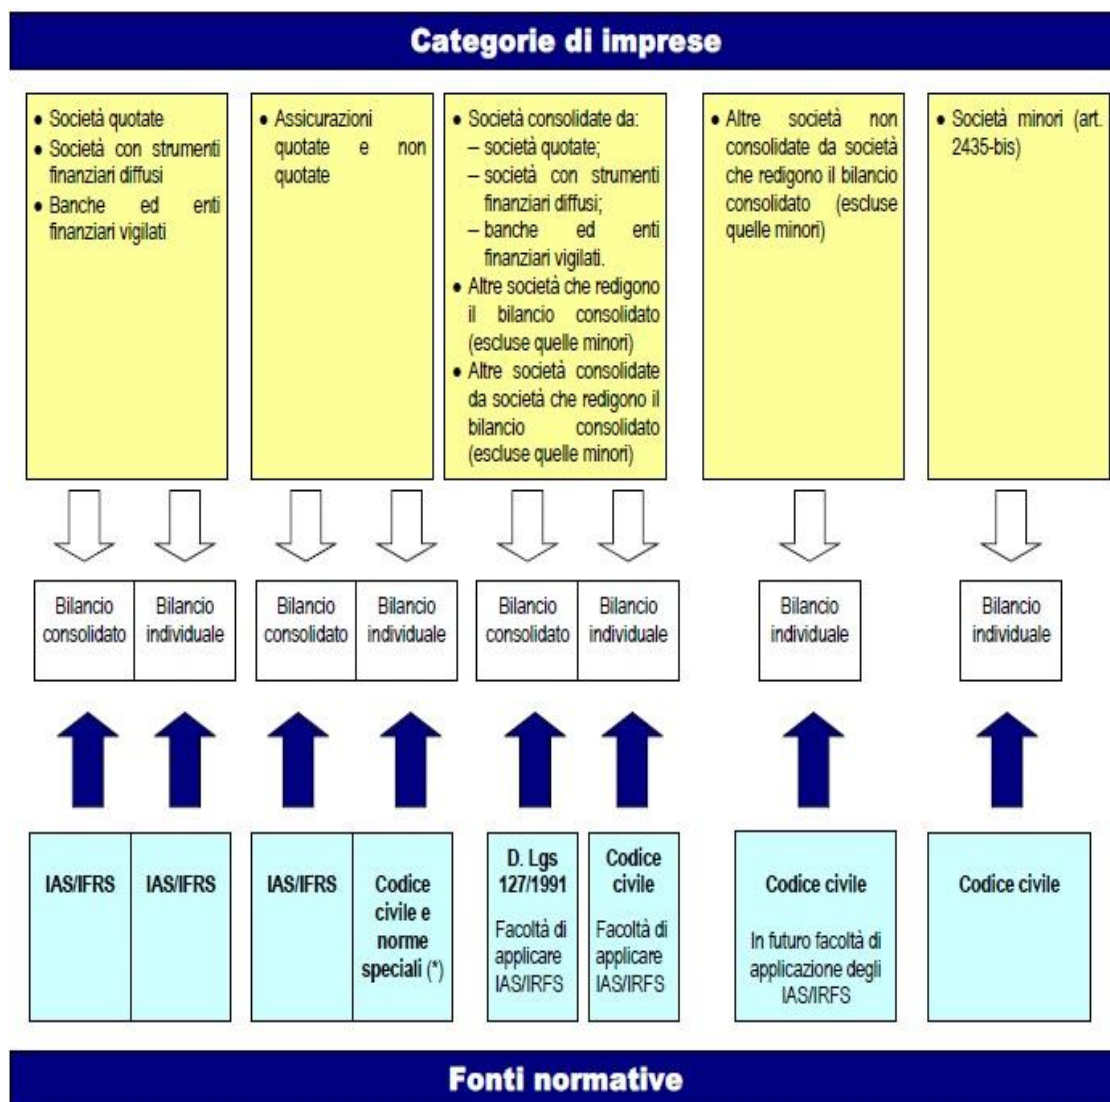 Categorie di imprese
• Società quotate
• Società con strumenti
finanziari diffusi
• Banche ed enti
finanziari vigilati
• Assicurazioni
quotate e non
quotate
• Società consolidate da:
– società quotate;
– società con strumenti
finanziari diffusi;
– banche ed enti
finanziari vigilati.
• Altre società che redigono
il bilancio consolidato
(escluse quelle minori)
• Altre società consolidate
da società che redigono il
bilancio consolidato
(escluse quelle minori)
• Altre società non
consolidate da società
che redigono il bilancio
consolidato (escluse
quelle minori)
• Società minori (art.
2435-bis)
Bilancio
consolidato
Bilancio
individuale
Bilancio
consolidato
Bilancio
individuale
Bilancio
consolidato
Bilancio
individuale
Bilancio
individuale
Bilancio
individuale
IAS/IFRS
IAS/IFRS
IAS/IFRS
Codice
civile e
norme
speciali (*)
D. Lgs
127/1991
Facoltà di
applicare
IAS/IRFS
Codice
civile
Facoltà di
applicare
IAS/IRFS
Codice civile
In futuro facoltà di
applicazione degli
IAS/IRFS
Codice civile
Fonti normative